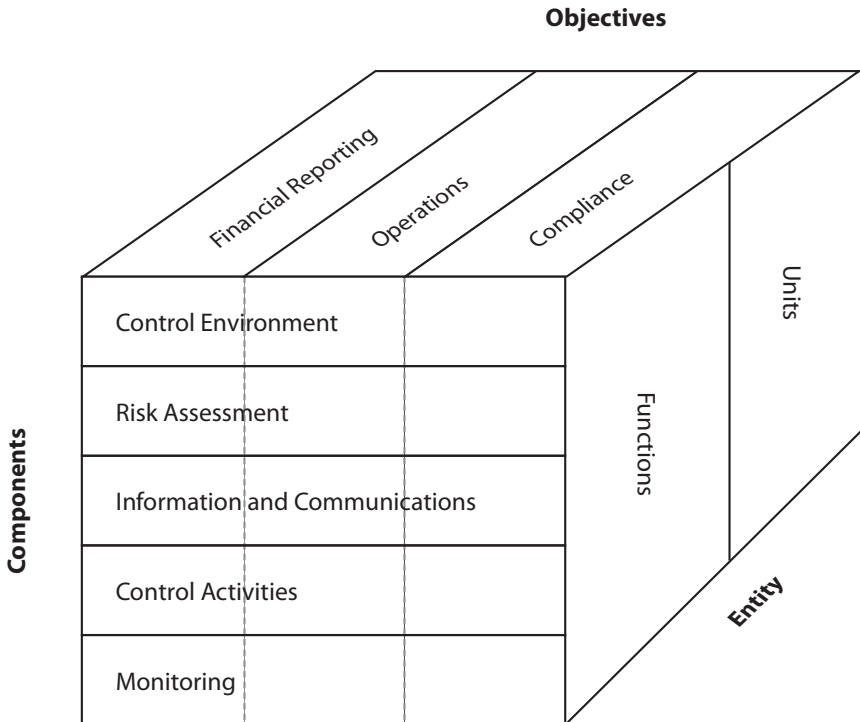 Objectives
Financial Reporting
Operations
Compliance
Control Environment
Risk Assessment
Information and Communications
Control Activities
Monitoring
Components
Functions
Units
Entity